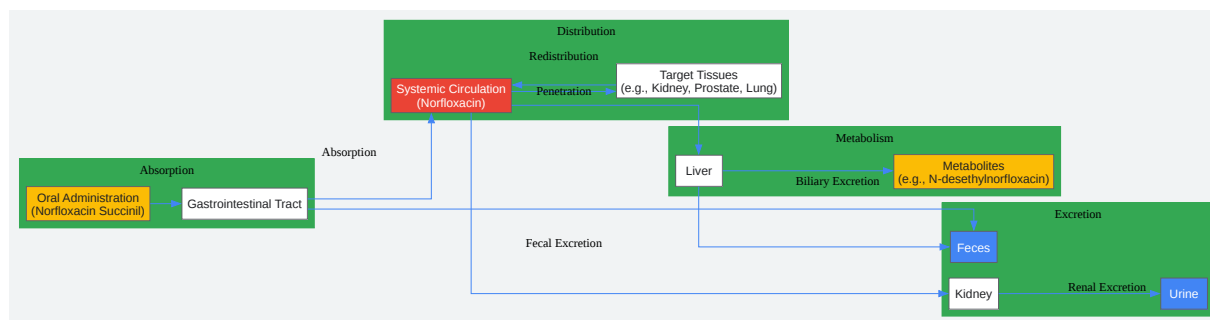 Distribution
Redistribution
Systemic Circulation
(Norfloxacin)
Penetration
Target Tissues
(e.g., Kidney, Prostate, Lung)
Absorption
Metabolism
Liver
Biliary Excretion
Metabolites
(e.g., N-desethylnorfloxacin)
Absorption
Oral Administration
(Norfloxacin Succinil)
Gastrointestinal Tract
Fecal Excretion
Excretion
Feces
Kidney
Renal Excretion
Urine